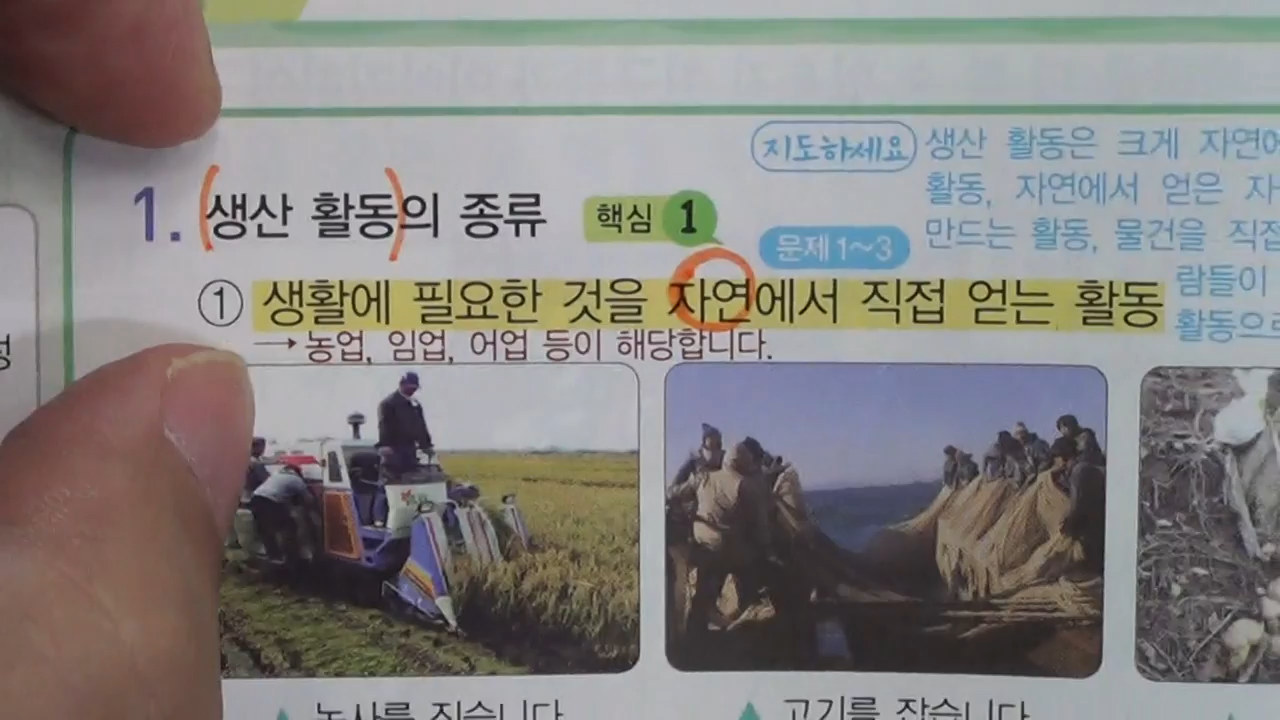 지도하세요 생산 활동은 크게 자연에
활동, 자연에서 얻은 자
1. 생산 활동의 종류 핵심 1
만드는 활동, 물건을 직접
문제 1~3
람들이
① 생활에 필요한 것을 자연에서 직접 얻는 활동
활동으로
→ 농업, 임업, 어업 등이 해당합니다.
▲ 농사를 짓습니다
▲ 고기를 잡습니다